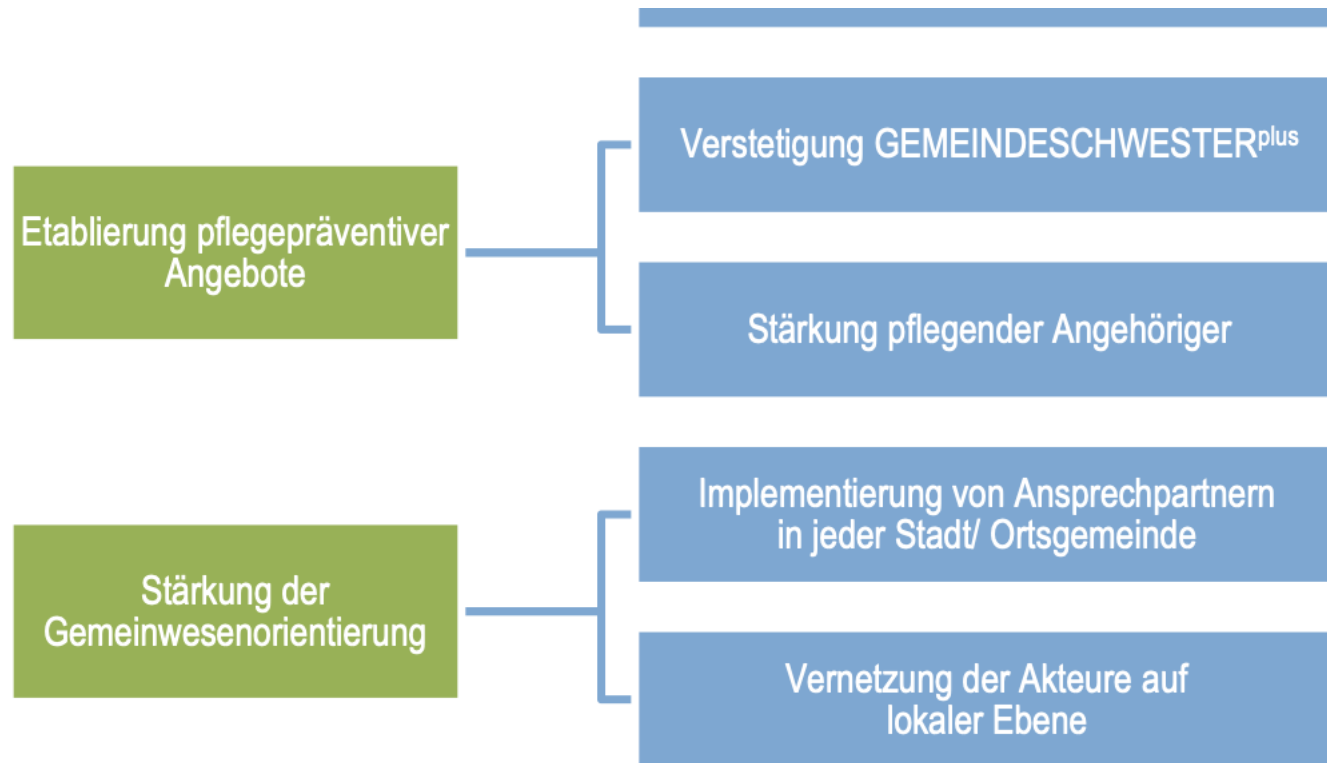 Verstetigung GEMEINDESCHWESTERplus
Etablierung pflegepräventiver
Angebote
Stärkung pflegender Angehöriger
Implementierung von Ansprechpartnern
in jeder Stadt/ Ortsgemeinde
Stärkung der
Gemeinwesenorientierung
Vernetzung der Akteure auf
lokaler Ebene